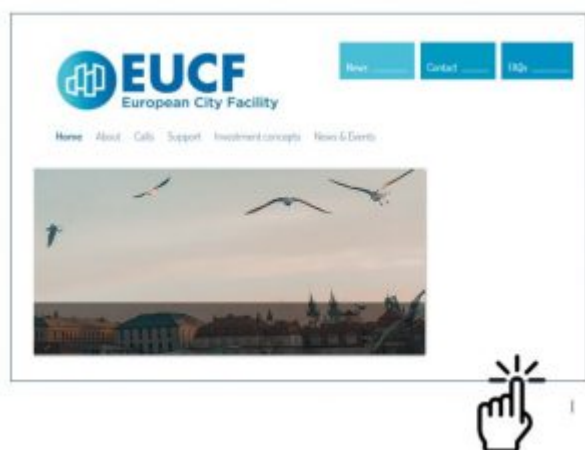 EUCF
European City Facility
News
Contact
FAQs
Home About Calls Support Investment concepts News & Events